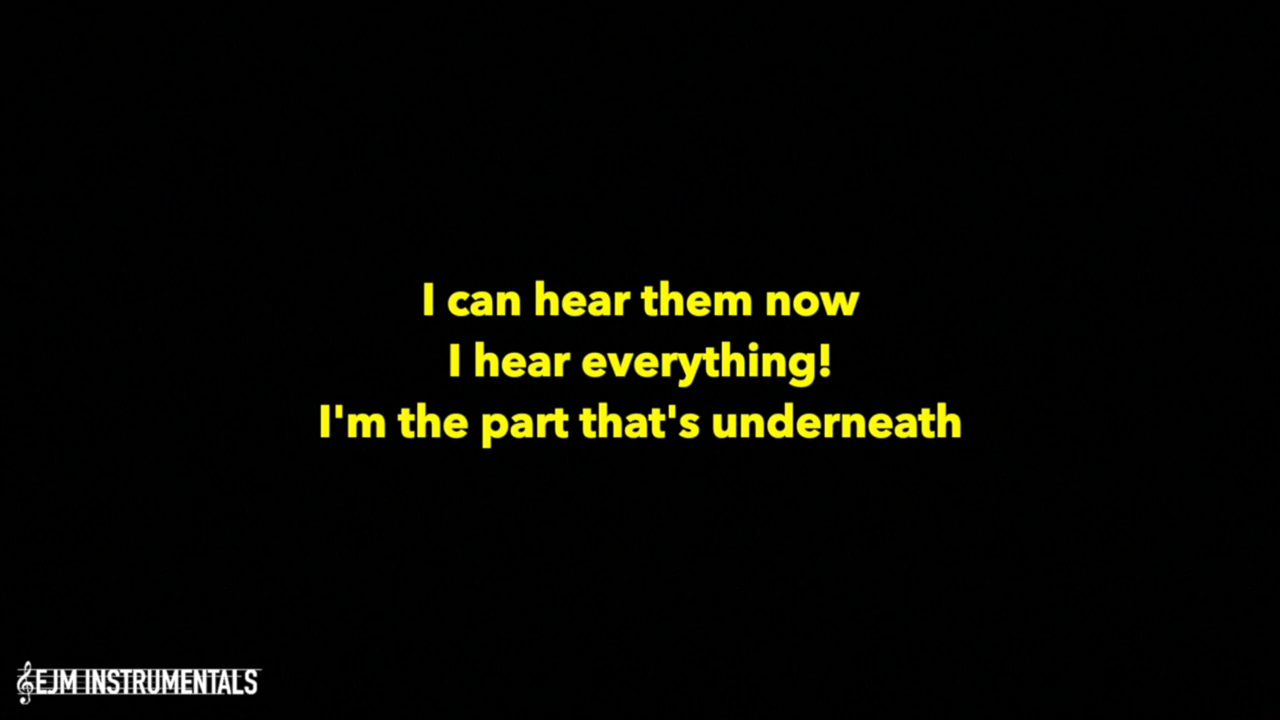 I can hear them now
I hear everything!
I'm the part that's underneath
EJM INSTRUMENTALS